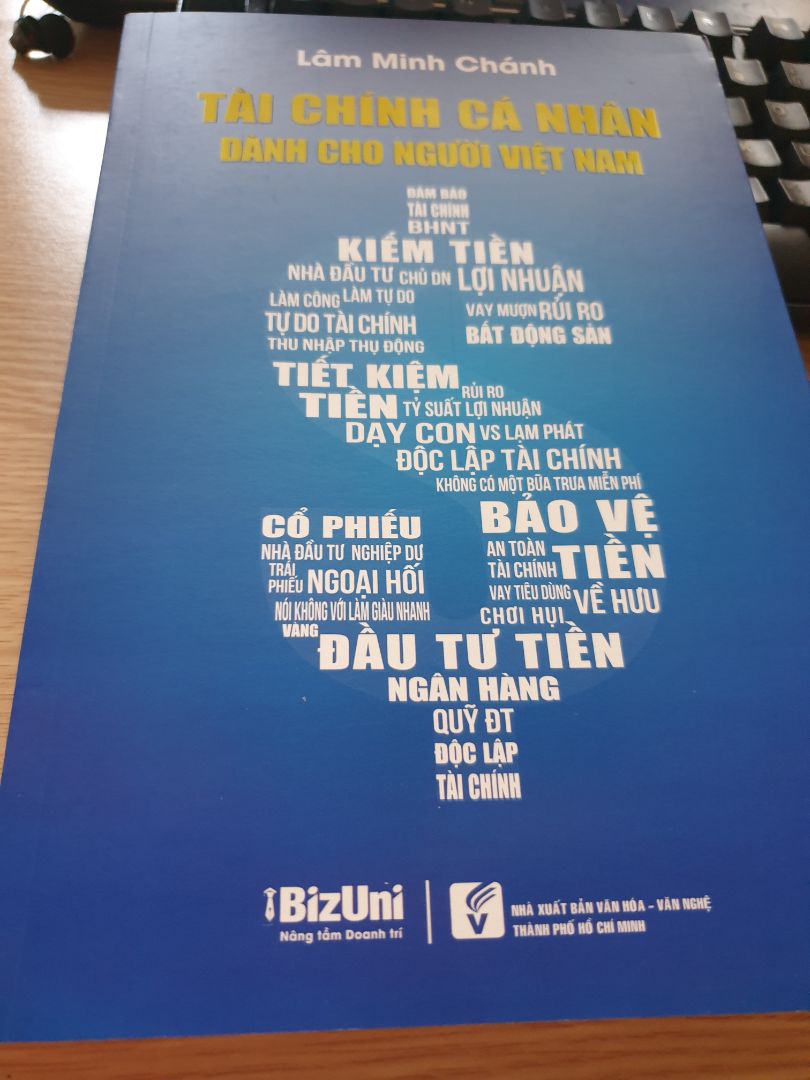 Lâm Minh Chánh
TÀI CHÍNH CÁ NHÂN
DÀNH CHO NGƯỜI VIỆT NAM
ĐẢM BẢO
TÀI CHÍNH
BHNT
KIẾM TIỀN
NHÀ ĐẦU TƯ CHỦ DN LỢI NHUẬN
LÀM CÔNG LÀM TỰ DO
VAY MƯỢN RỦI RO
TỰ DO TÀI CHÍNH
BẤT ĐỘNG SẢN
THU NHẬP THỤ ĐỘNG
TIẾT KIỆM
RỦI RO
TIỀN TỶ SUẤT LỢI NHUẬN
DẠY CON VS LẠM PHÁT
ĐỘC LẬP TÀI CHÍNH
KHÔNG CÓ MỘT BỮA TRƯA MIỄN PHÍ
CỔ PHIẾU
BẢO VỆ
NHÀ ĐẦU TƯ NGHIỆP DƯ
AN TOÀN
TÀI CHÍNH TIỀN
TRÁI
PHIẾU NGOẠI HỐI
VAY TIÊU DÙNG VỀ HƯU
NÓI KHÔNG VỚI LÀM GIÀU NHANH
CHƠI HỤI
VÀNG
ĐẦU TƯ TIỀN
NGÂN HÀNG
QUỸ ĐT
ĐỘC LẬP
TÀI CHÍNH
BizUni
Nâng tầm Doanh trí
V
NHÀ XUẤT BẢN VĂN HÓA - VĂN NGHỆ
THÀNH PHỐ HỒ CHÍ MINH